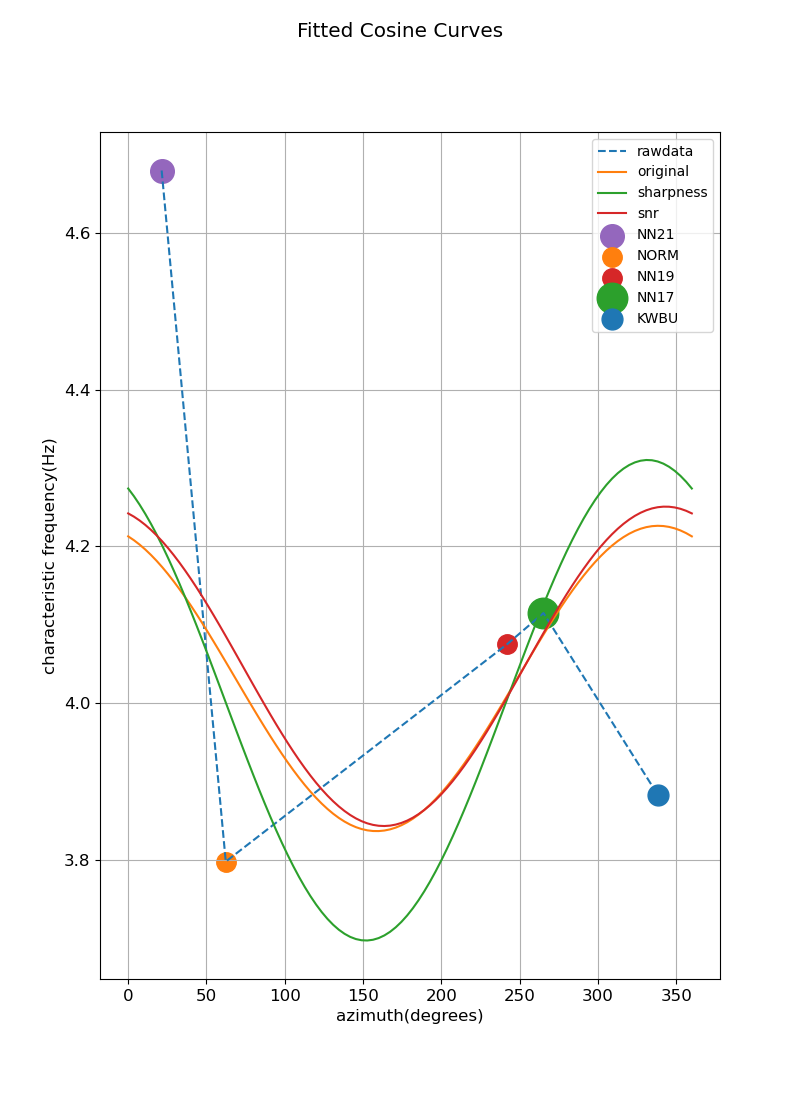 Fitted Cosine Curves
rawdata
original
sharpness
snr
NN21
NORM
NN19
NN17
KWBU
4.6
4.4
4.2
4.0
3.8
characteristic frequency(Hz)
0 50 100 150 200 250 300 350
azimuth(degrees)